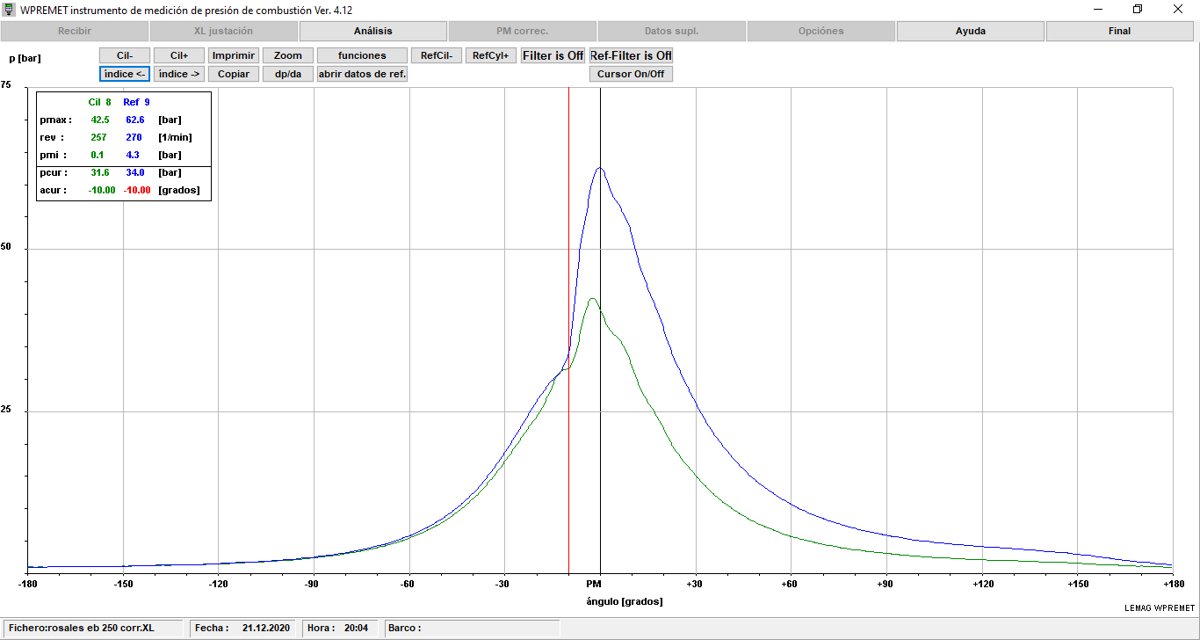 WPREMET instrumento de medición de presión de combustión Ver. 4.12
Recibir XL justación Análisis PM correc. Datos supl. Opciónes Ayuda Final
p [bar] Cil- Cil+ Imprimir Zoom funciones RefCil- RefCyl+ Filter is Off Ref-Filter is Off
índice <- índice -> Copiar dp/da abrir datos de ref. Cursor On/Off
75
Cil 8 Ref 9
pmax : 42.5 62.6 [bar]
rev : 257 270 [1/min]
pmi : 0.1 4.3 [bar]
pcur : 31.6 34.0 [bar]
acur : -10.00 -10.00 [grados]
50
25
-180 -150 -120 -90 -60 -30 PM +30 +60 +90 +120 +150 +180
ángulo [grados]
LEMAG WPREMET
Fichero:rosales eb 250 corr.XL Fecha : 21.12.2020 Hora : 20:04 Barco :